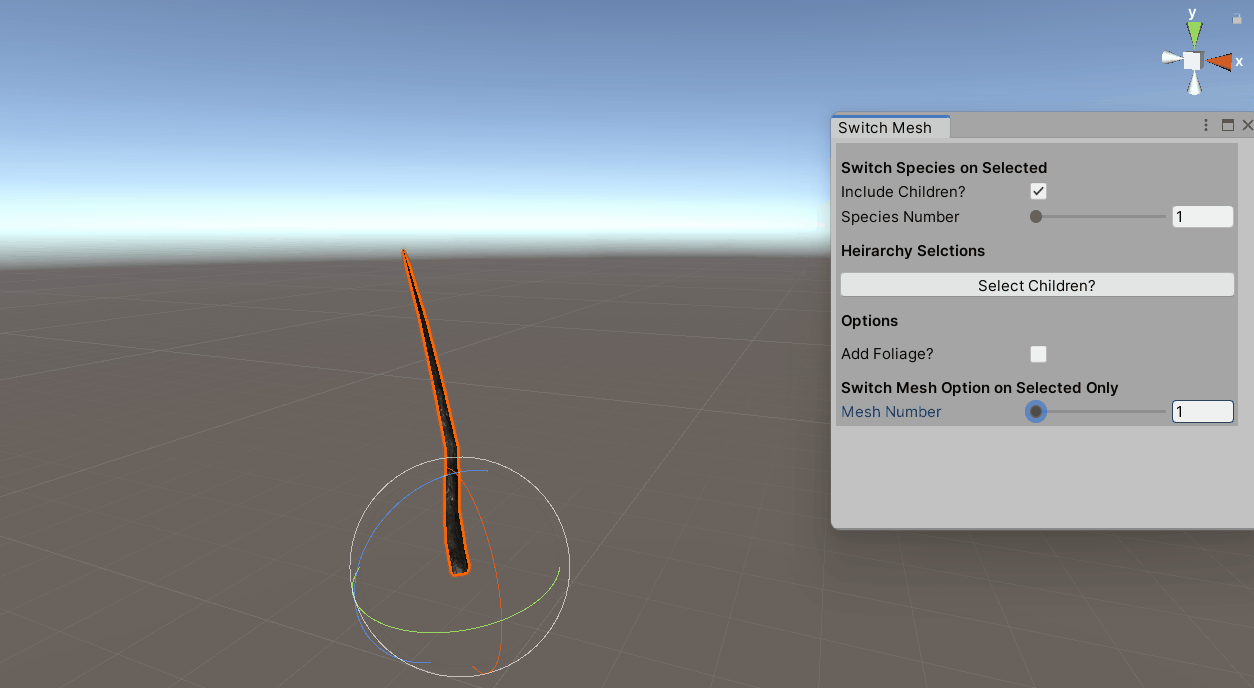 y
x
Switch Mesh
Switch Species on Selected
Include Children?
Species Number 1
Heirarchy Selctions
Select Children?
Options
Add Foliage?
Switch Mesh Option on Selected Only
Mesh Number 1